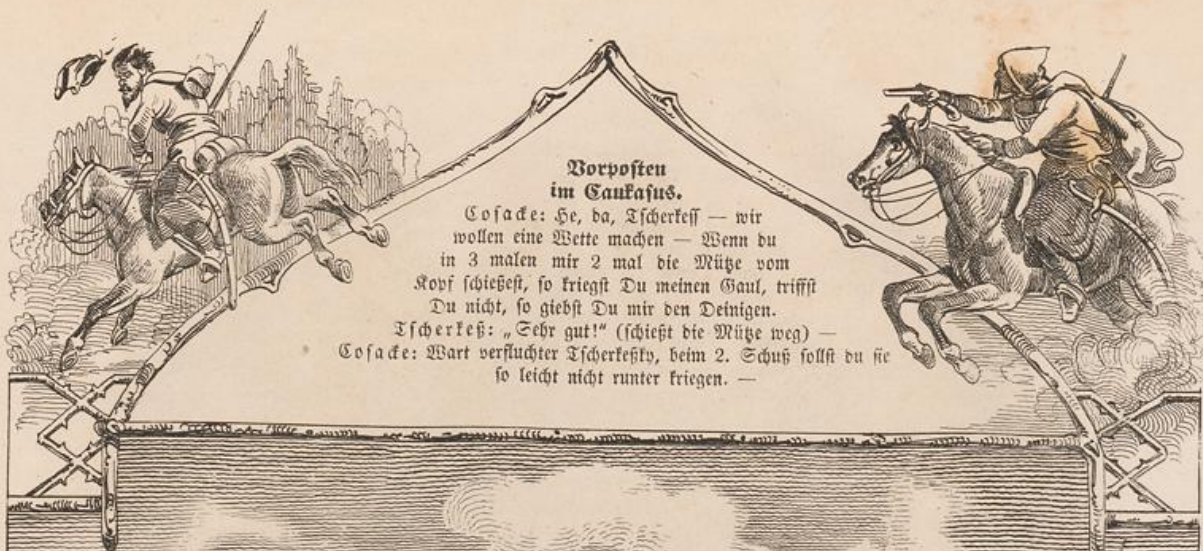 Vorposten
im Caukasus.
Cosacke: He, da, Tscherkess — wir
wollen eine Wette machen — Wenn du
in 3 malen mir 2 mal die Mütze vom
Kopf schießest, so kriegst Du meinen Gaul, triffst
Du nicht, so giebst Du mir den Deinigen.
Tscherkeß: „Sehr gut!“ (schießt die Mütze weg) —
Cosacke: Wart verfluchter Tscherkeßky, beim 2. Schuß sollst du sie
so leicht nicht runter kriegen. —